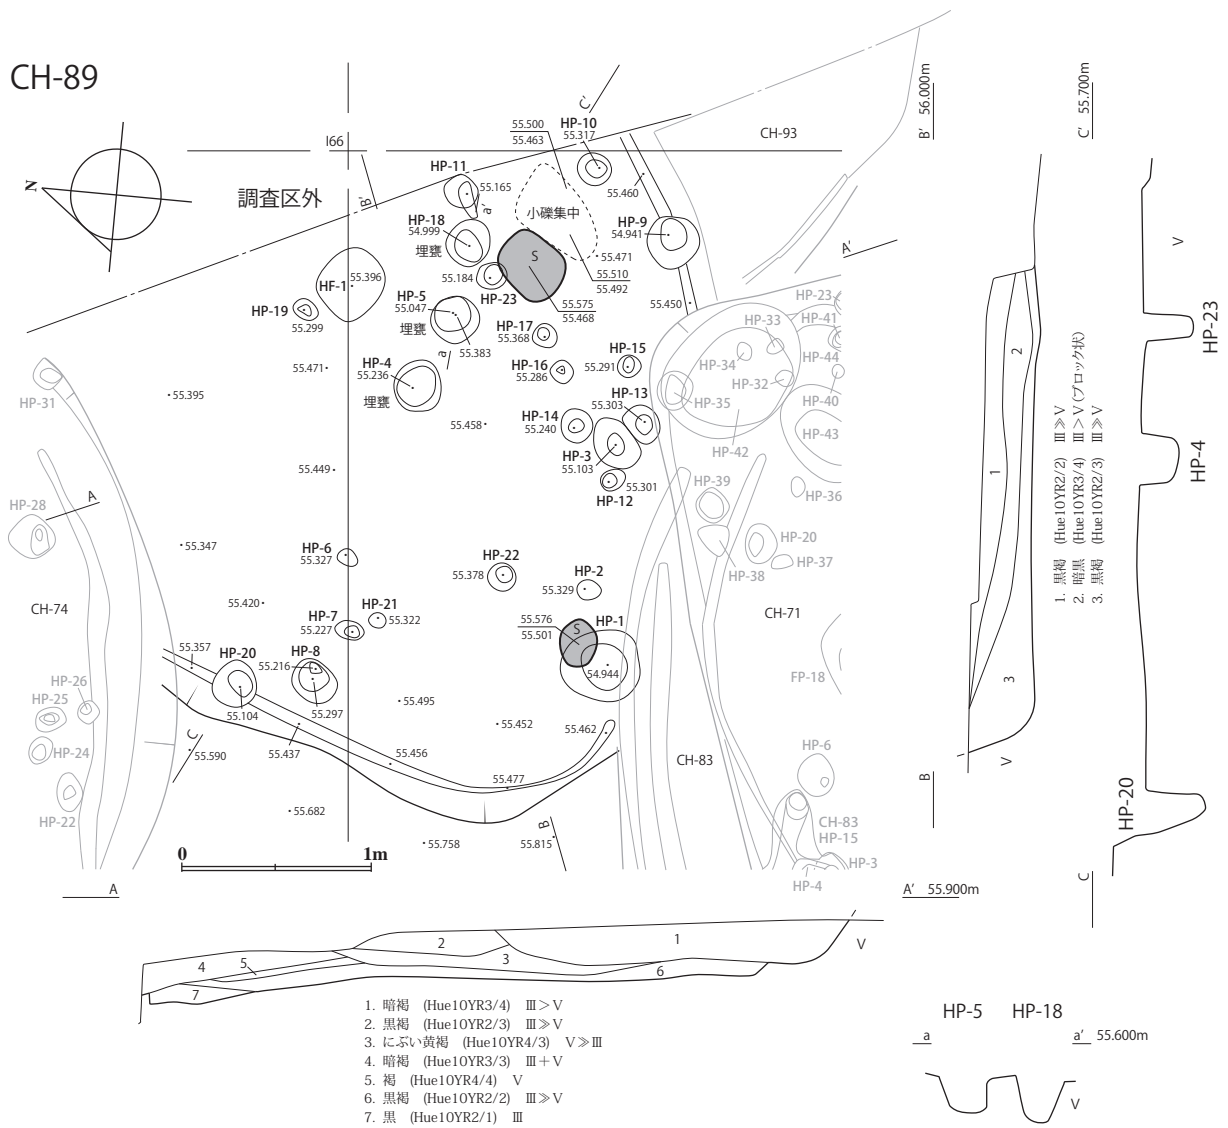 CH-89
N
I66
調査区外
B'
C'
55.500
55.463
HP-10
55.317
CH-93
HP-11
55.165
a'
小礫集中
55.460
HP-18
54.999
埋甕
S
HP-9
54.941
A'
55.471
55.510
55.492
55.396
HF-1
55.184
HP-23
55.575
55.468
55.450
HP-19
55.299
HP-5
55.047
埋甕
55.383
a
HP-17
55.368
HP-23
HP-41
HP-33
HP-44
HP-34
HP-32
HP-40
HP-35
HP-43
HP-42
HP-36
55.471
HP-4
55.236
埋甕
HP-16
55.286
HP-15
55.291
HP-31
55.395
55.458
HP-14
55.240
HP-13
55.303
HP-3
55.103
55.449
55.301
HP-12
HP-39
HP-28
A
HP-20
HP-37
HP-38
55.347
HP-6
55.327
HP-22
55.378
HP-2
55.329
CH-74
55.420
HP-7
55.227
HP-21
55.322
55.576
55.501
S
HP-1
54.944
CH-71
FP-18
55.357
HP-20
55.104
HP-8
55.216
55.297
HP-26
HP-25
HP-24
HP-22
C
55.590
55.437
55.495
55.456
55.452
55.462
55.477
CH-83
HP-6
CH-83
HP-15
HP-3
HP-4
55.682
55.758
B
55.815
0
1m
B' 56.000m
1
2
3
V
B
1. 黒褐 (Hue10YR2/2) Ⅲ≫V
2. 暗黒 (Hue10YR3/4) Ⅲ>V(ブロック状)
3. 黒褐 (Hue10YR2/3) Ⅲ≫V
C' 55.700m
V
HP-23
HP-4
HP-20
C
A
A' 55.900m
1
2
3
4
5
6
7
V
1. 暗褐 (Hue10YR3/4) Ⅲ>V
2. 黒褐 (Hue10YR2/3) Ⅲ≫V
3. にぶい黄褐 (Hue10YR4/3) V≫Ⅲ
4. 暗褐 (Hue10YR3/3) Ⅲ+V
5. 褐 (Hue10YR4/4) V
6. 黒褐 (Hue10YR2/2) Ⅲ≫V
7. 黒 (Hue10YR2/1) Ⅲ
HP-5 HP-18
a
a' 55.600m
V